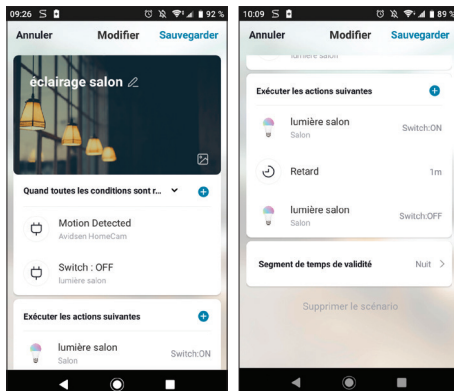 09:26 S 92 %
Annuler Modifier Sauvegarder
éclairage salon
Quand toutes les conditions sont r...
Motion Detected
Avidsen HomeCam
Switch : OFF
lumière salon
Exécuter les actions suivantes
lumière salon
Salon
Switch:ON
10:09 S 89 %
Annuler Modifier Sauvegarder
lumière salon
Exécuter les actions suivantes
lumière salon
Salon
Switch:ON
Retard 1m
lumière salon
Salon
Switch:OFF
Segment de temps de validité Nuit
Supprimer le scénario